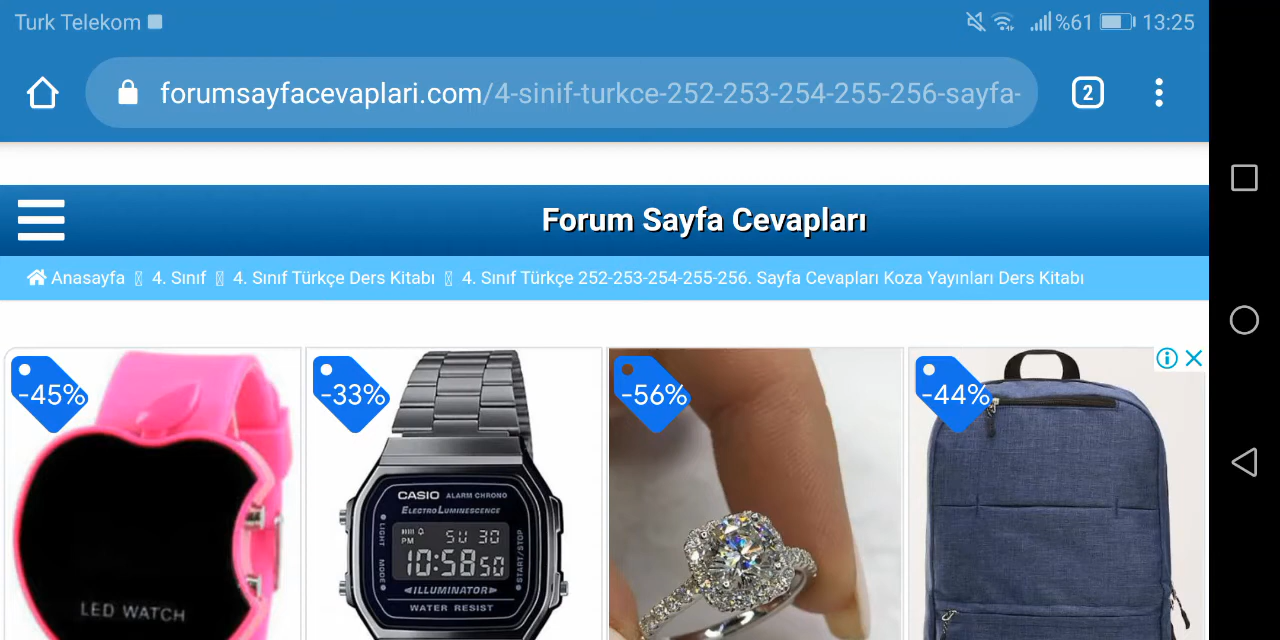 Turk Telekom %61 13:25
forumsayfacevaplari.com/4-sinif-turkce-252-253-254-255-256-sayfa- 2
Forum Sayfa Cevapları
Anasayfa 4. Sınıf 4. Sınıf Türkçe Ders Kitabı 4. Sınıf Türkçe 252-253-254-255-256. Sayfa Cevapları Koza Yayınları Ders Kitabı
-45%
LED WATCH
-33%
CASIO ALARM CHRONO
ELECTROLUMINESCENCE
LIGHT
MODE
START/STOP
PM SU 30
10:58 50
ILLUMINATOR
WATER RESIST
-56%
-44%